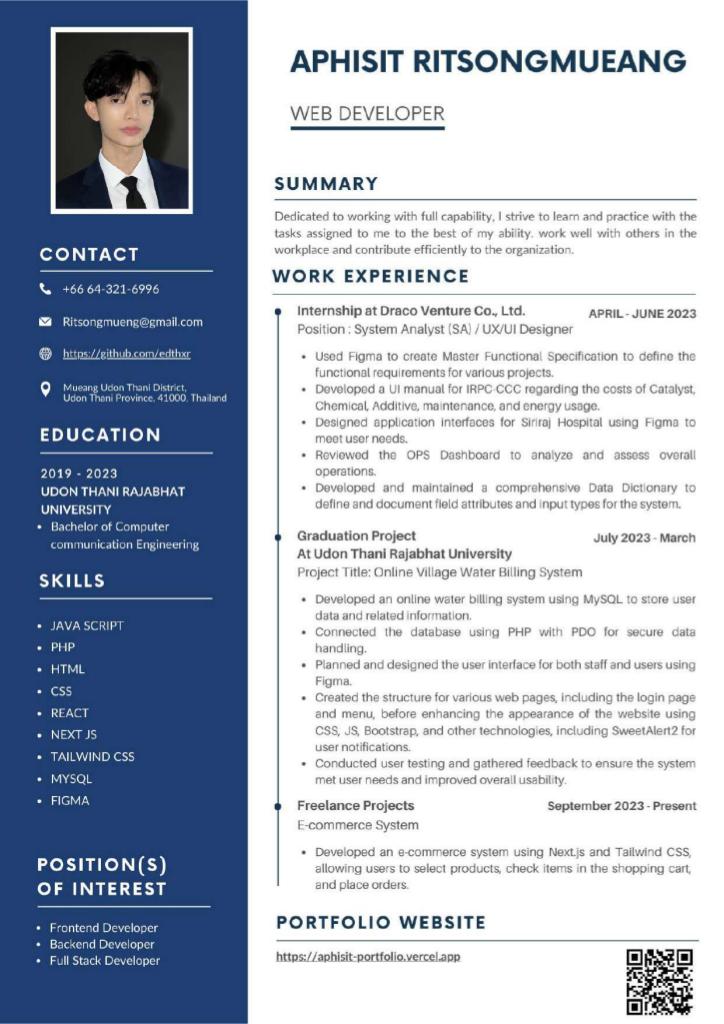 APHISIT RITSONGMUEANG
WEB DEVELOPER
CONTACT
+66 64-321-6996
Ritsongmueng@gmail.com
https://github.com/edthxr
Mueang Udon Thani District,
Udon Thani Province, 41000, Thailand
EDUCATION
2019 - 2023
UDON THANI RAJABHAT
UNIVERSITY
• Bachelor of Computer
communication Engineering
SKILLS
• JAVA SCRIPT
• PHP
• HTML
• CSS
• REACT
• NEXT JS
• TAILWIND CSS
• MYSQL
• FIGMA
POSITION(S)
OF INTEREST
• Frontend Developer
• Backend Developer
• Full Stack Developer
SUMMARY
Dedicated to working with full capability, I strive to learn and practice with the
tasks assigned to me to the best of my ability. work well with others in the
workplace and contribute efficiently to the organization.
WORK EXPERIENCE
Internship at Draco Venture Co., Ltd. APRIL - JUNE 2023
Position : System Analyst (SA) / UX/UI Designer
• Used Figma to create Master Functional Specification to define the
functional requirements for various projects.
• Developed a UI manual for IRPC-CCC regarding the costs of Catalyst,
Chemical, Additive, maintenance, and energy usage.
• Designed application interfaces for Siriraj Hospital using Figma to
meet user needs.
• Reviewed the OPS Dashboard to analyze and assess overall
operations.
• Developed and maintained a comprehensive Data Dictionary to
define and document field attributes and input types for the system.
Graduation Project July 2023 - March
At Udon Thani Rajabhat University
Project Title: Online Village Water Billing System
• Developed an online water billing system using MySQL to store user
data and related information.
• Connected the database using PHP with PDO for secure data
handling.
• Planned and designed the user interface for both staff and users using
Figma.
• Created the structure for various web pages, including the login page
and menu, before enhancing the appearance of the website using
CSS, JS, Bootstrap, and other technologies, including SweetAlert2 for
user notifications.
• Conducted user testing and gathered feedback to ensure the system
met user needs and improved overall usability.
Freelance Projects September 2023 - Present
E-commerce System
• Developed an e-commerce system using Next.js and Tailwind CSS,
allowing users to select products, check items in the shopping cart,
and place orders.
PORTFOLIO WEBSITE
https://aphisit-portfolio.vercel.app